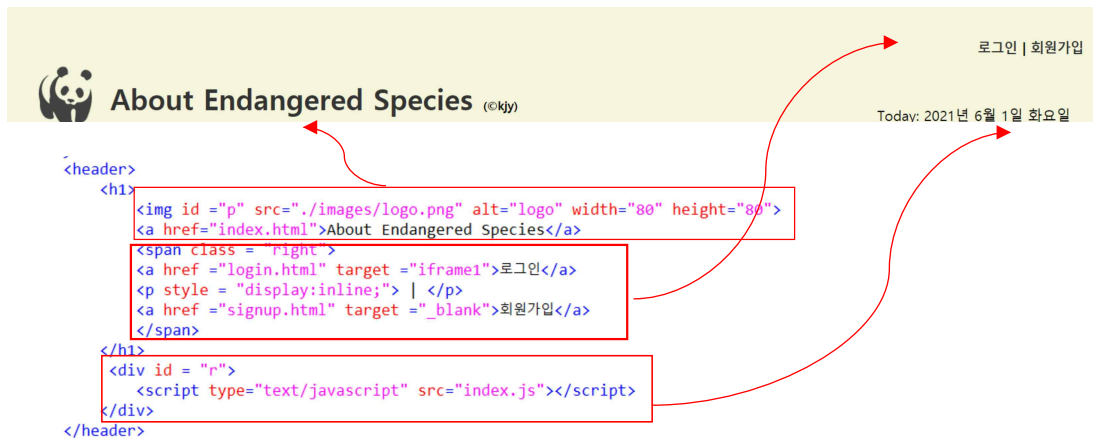 로그인 | 회원가입
About Endangered Species (©kjy)
Today: 2021년 6월 1일 화요일
<header>
<h1>
<img id ="p" src="./images/logo.png" alt="logo" width="80" height="80">
<a href="index.html">About Endangered Species</a>
<span class = "right">
<a href ="login.html" target ="iframe1">로그인</a>
<p style = "display:inline;"> | </p>
<a href ="signup.html" target ="_blank">회원가입</a>
</span>
</h1>
<div id = "r">
<script type="text/javascript" src="index.js"></script>
</div>
</header>